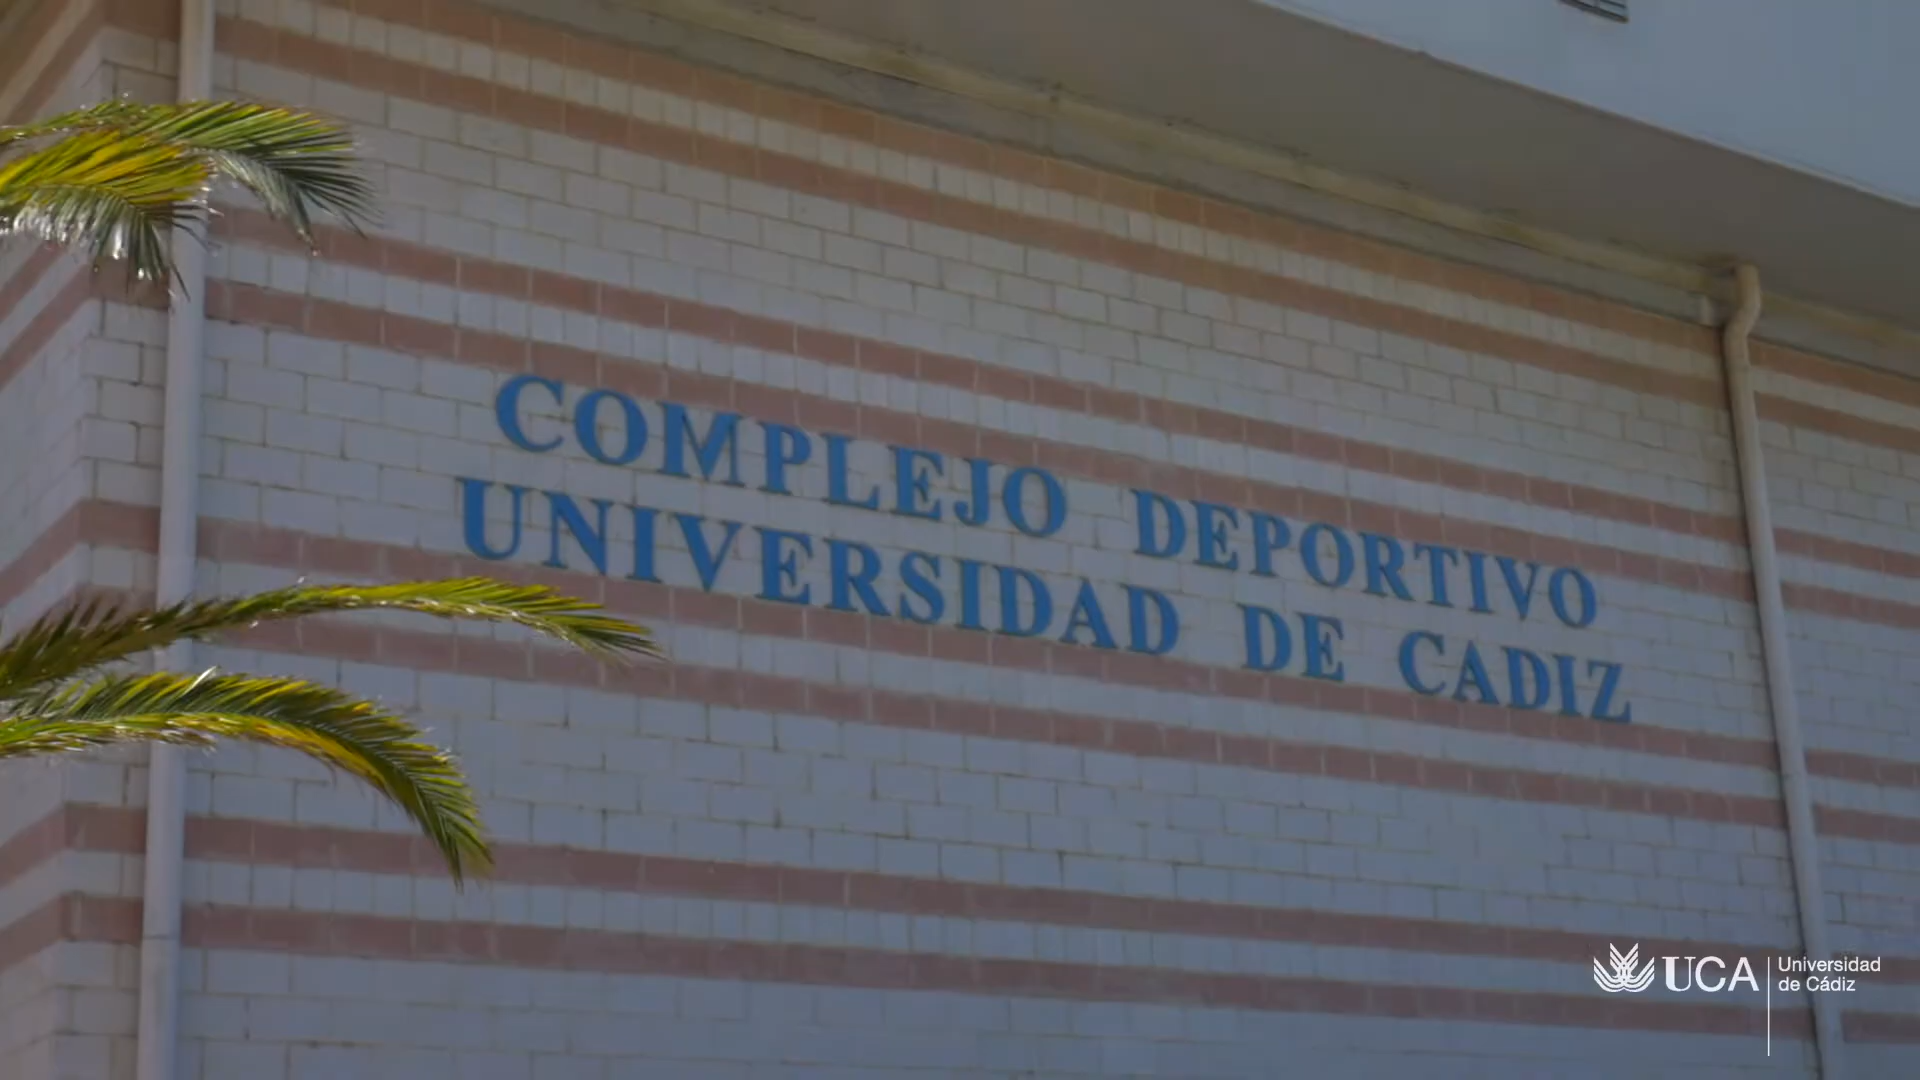 COMPLEJO DEPORTIVO
UNIVERSIDAD DE CADIZ
UCA
Universidad
de Cádiz